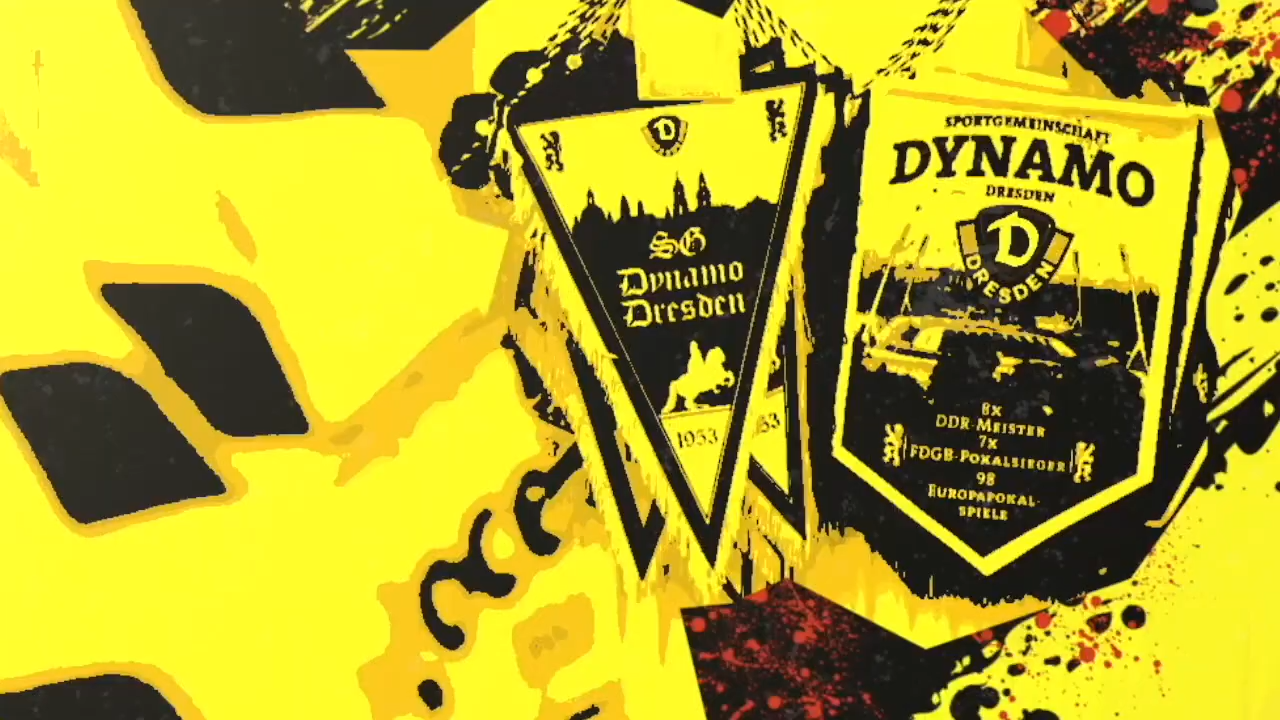 D
SG
Dynamo
Dresden
1953
53
SPORTGEMEINSCHAFT
DYNAMO
DRESDEN
D
DRESDEN
8x
DDR-MEISTER
7x
FDGB-POKALSIEGER
98
EUROPAPOKAL-
SPIELE